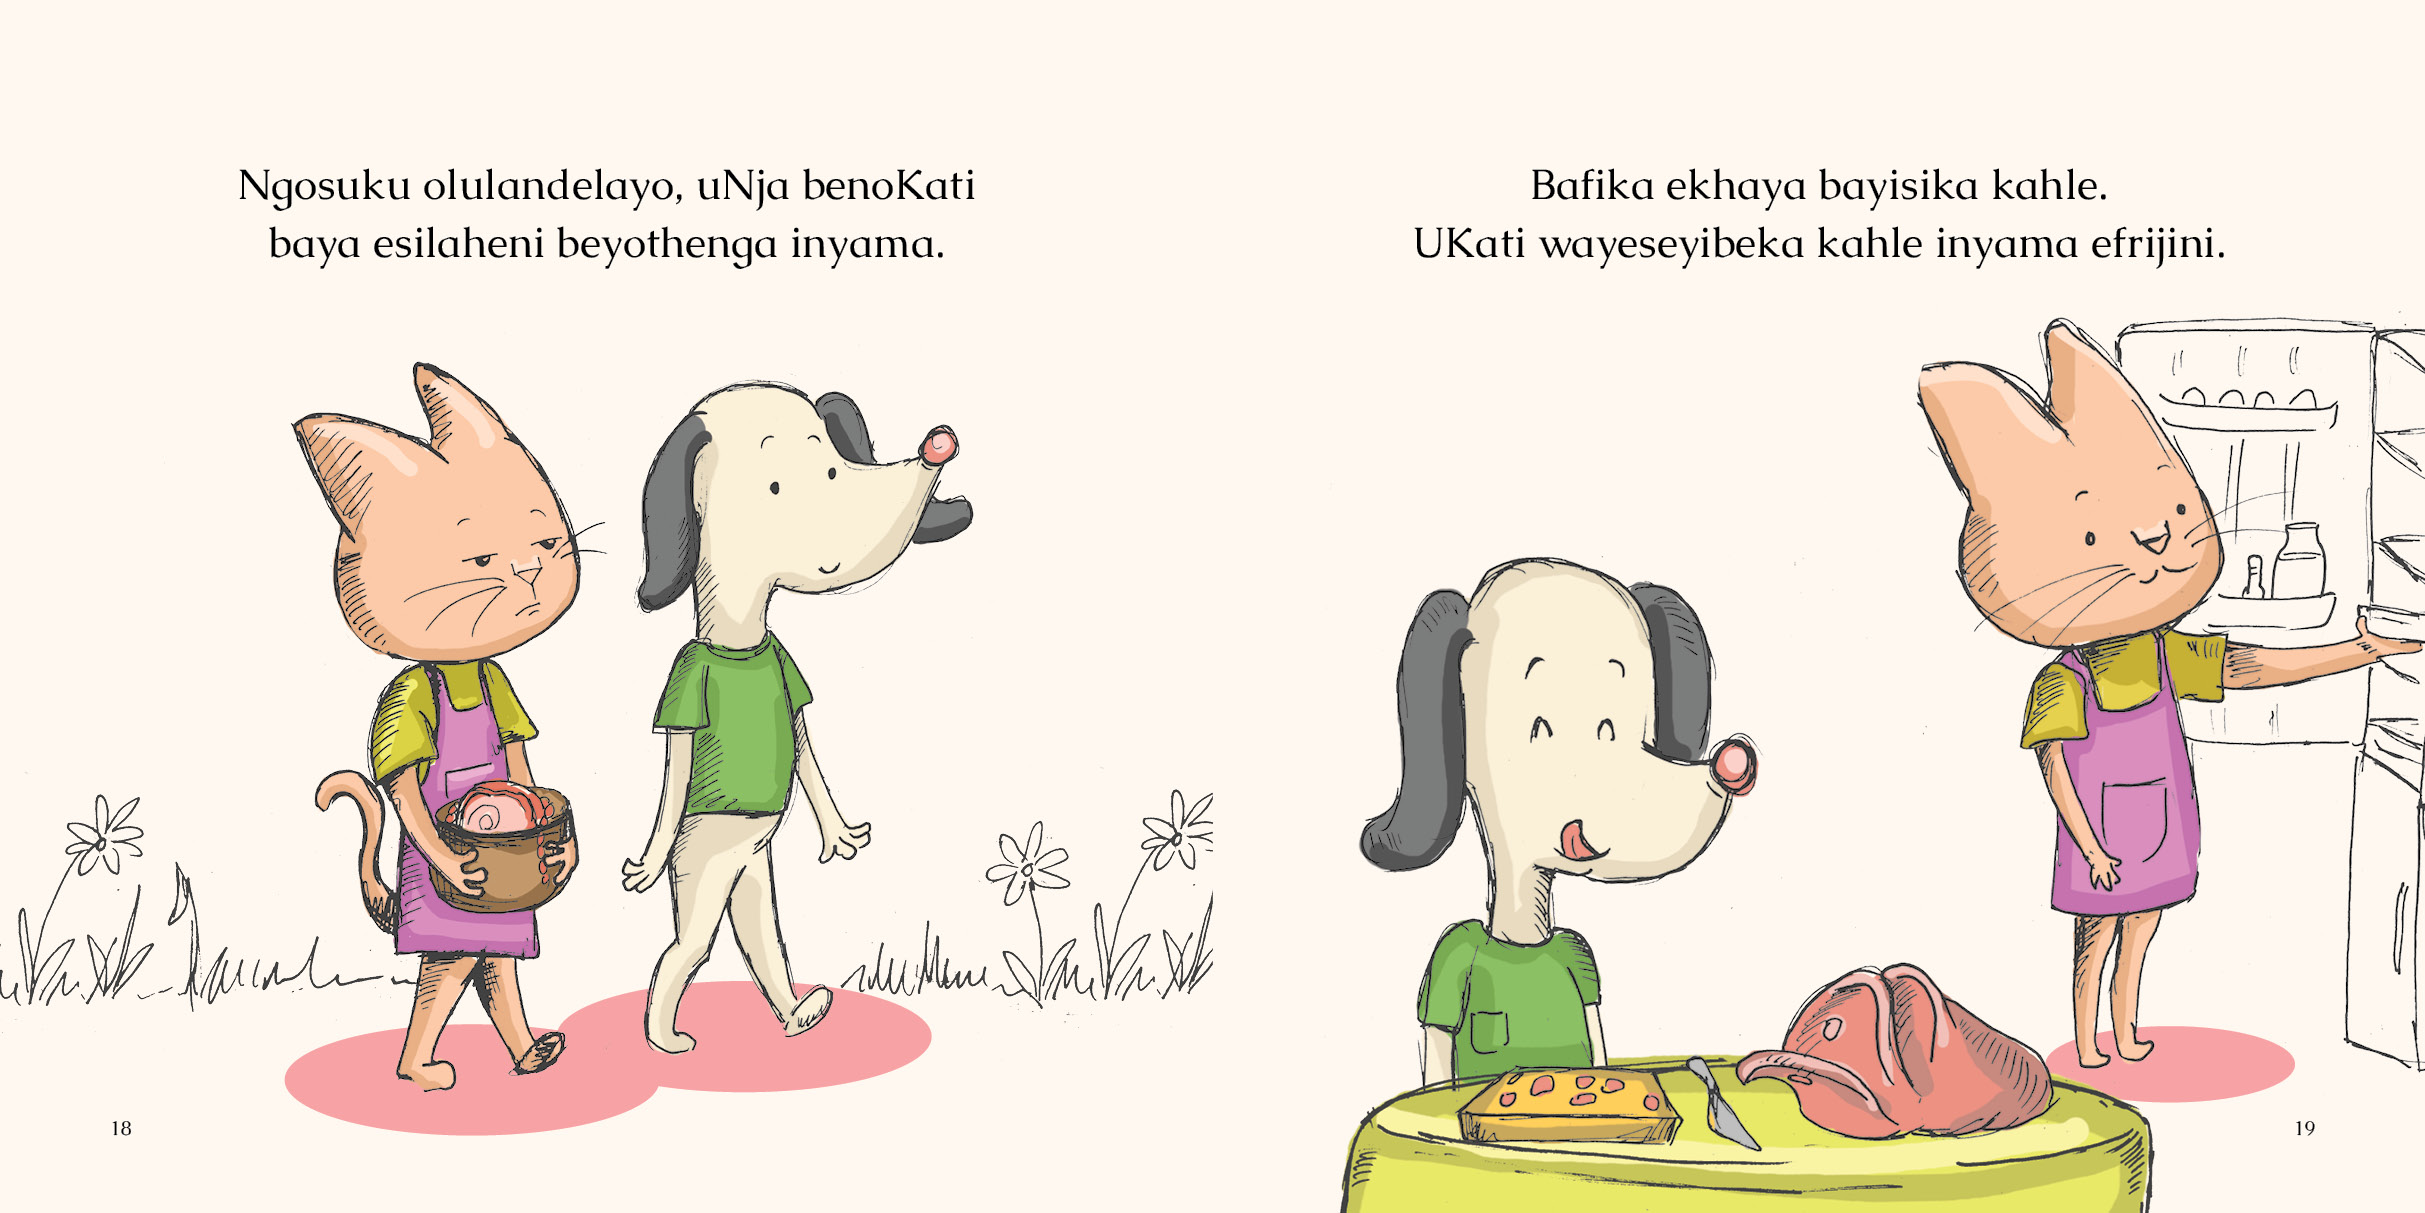 Ngosuku olulandelayo, uNja benoKati
baya esilaheni beyothenga inyama.
18
Bafika ekhaya bayisika kahle.
UKati wayeseyibeka kahle inyama efrijini.
19